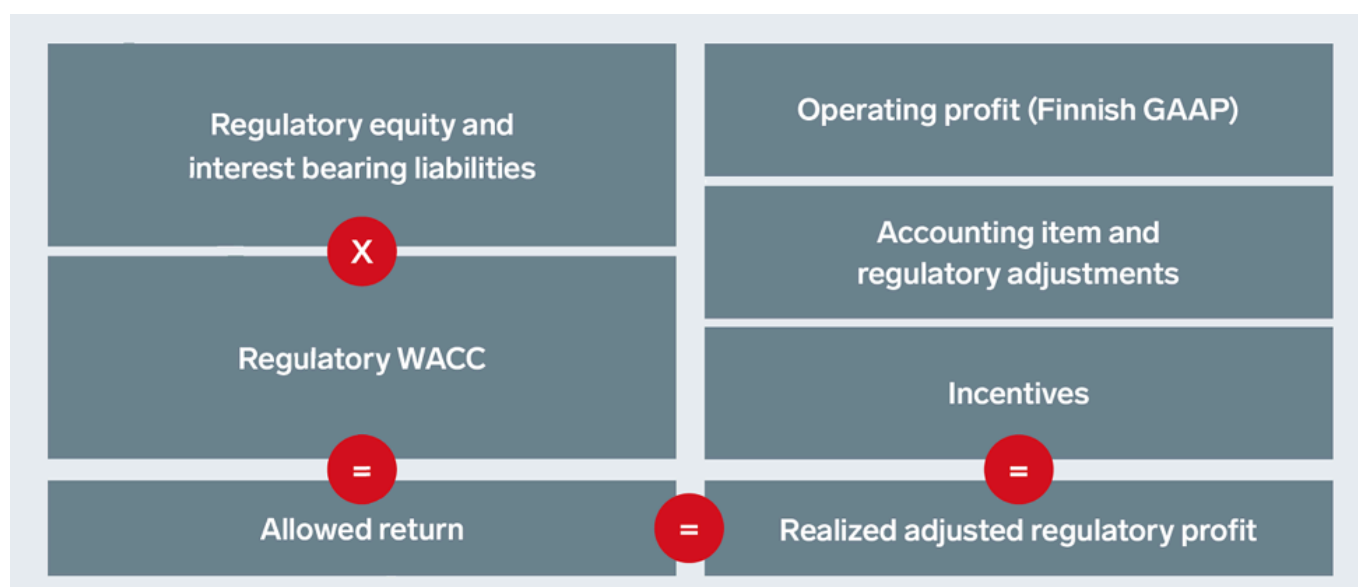 Regulatory equity and
interest bearing liabilities
X
Regulatory WACC
=
Allowed return
=
Operating profit (Finnish GAAP)
Accounting item and
regulatory adjustments
Incentives
=
Realized adjusted regulatory profit